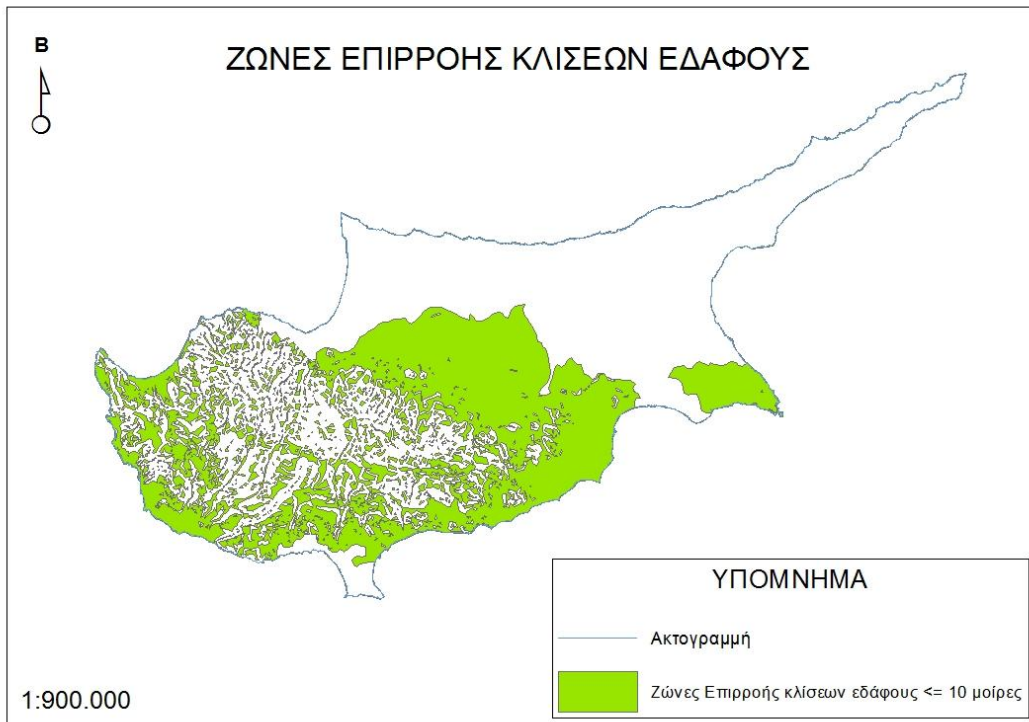 Β
ΖΩΝΕΣ ΕΠΙΡΡΟΗΣ ΚΛΙΣΕΩΝ ΕΔΑΦΟΥΣ
ΥΠΟΜΝΗΜΑ
Ακτογραμμή
Ζώνες Επιρροής κλίσεων εδάφους <= 10 μοίρες
1:900.000